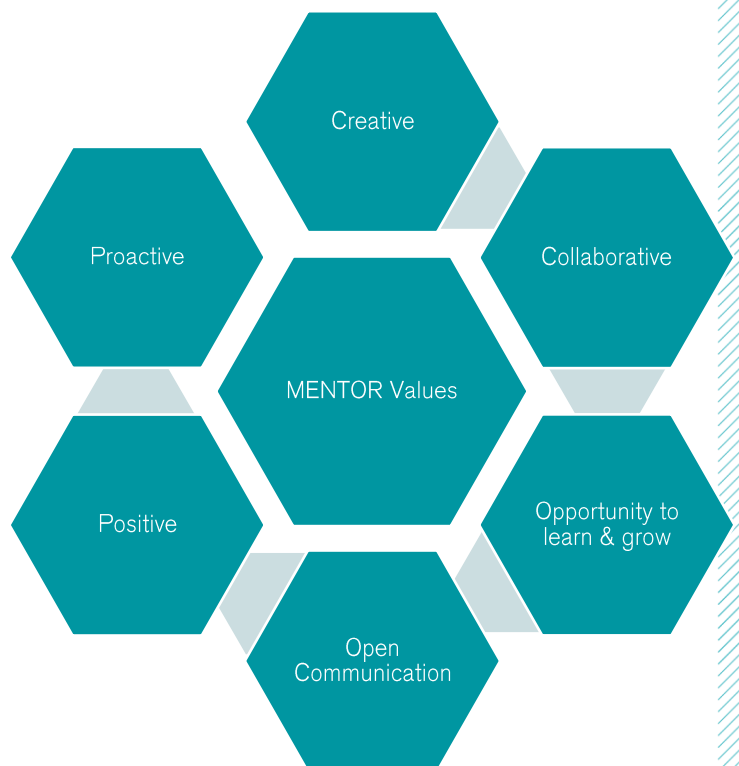 Creative
Proactive
Collaborative
MENTOR Values
Positive
Opportunity to
learn & grow
Open
Communication